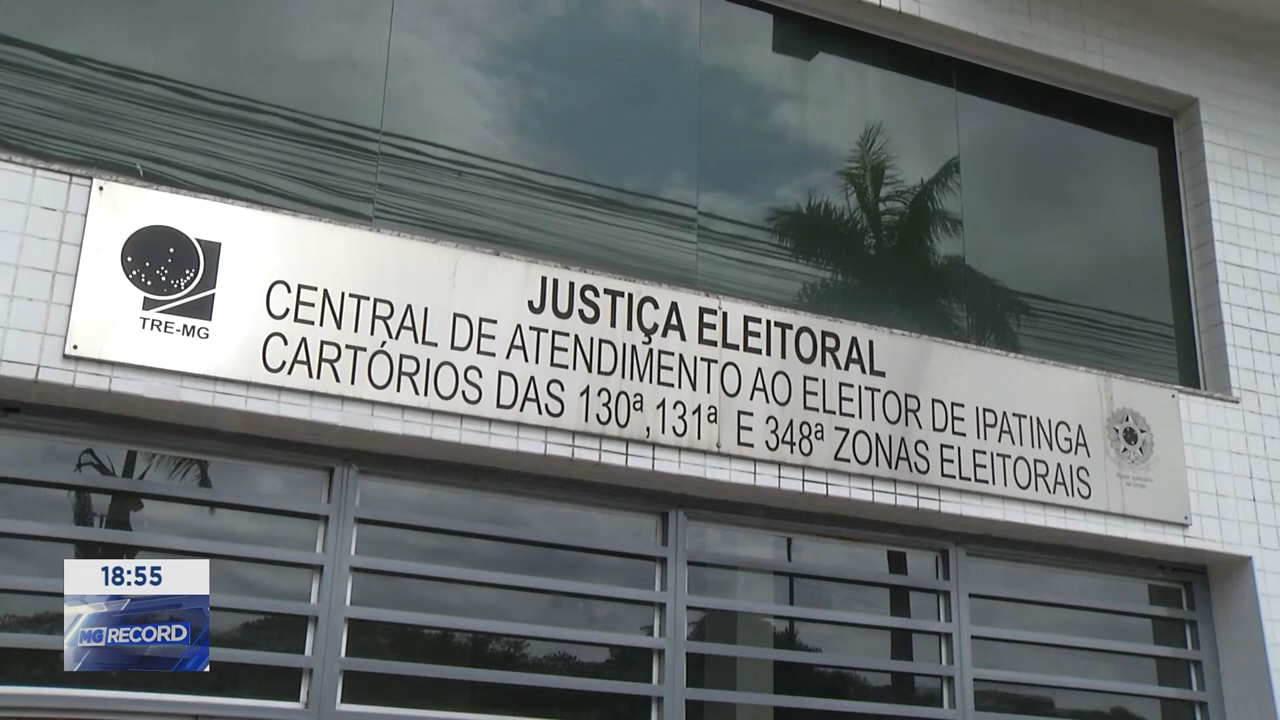 JUSTIÇA ELEITORAL
CENTRAL DE ATENDIMENTO AO ELEITOR DE IPATINGA
CARTÓRIOS DAS 130ª,131ª E 348ª ZONAS ELEITORAIS
TRE-MG
18:55
MG RECORD